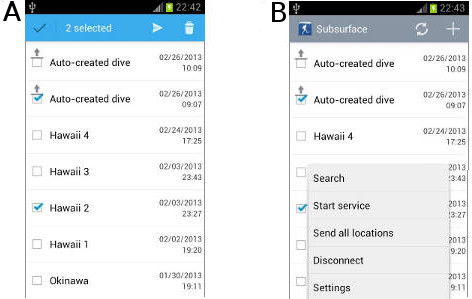 A
22:42
2 selected
Auto-created dive
02/26/2013
10:09
Auto-created dive
02/26/2013
09:07
Hawaii 4
02/24/2013
17:25
Hawaii 3
02/03/2013
23:43
Hawaii 2
02/03/2013
23:27
Hawaii 1
02/02/2013
19:20
Okinawa
01/30/2013
19:11
B
22:43
Subsurface
Auto-created dive
02/26/2013
10:09
Auto-created dive
02/26/2013
09:07
Hawaii 4
02/24/2013
17:25
Search
Start service
Send all locations
Disconnect
Settings
/2013
23:43
/2013
23:27
/2013
9:20
/2013
9:11